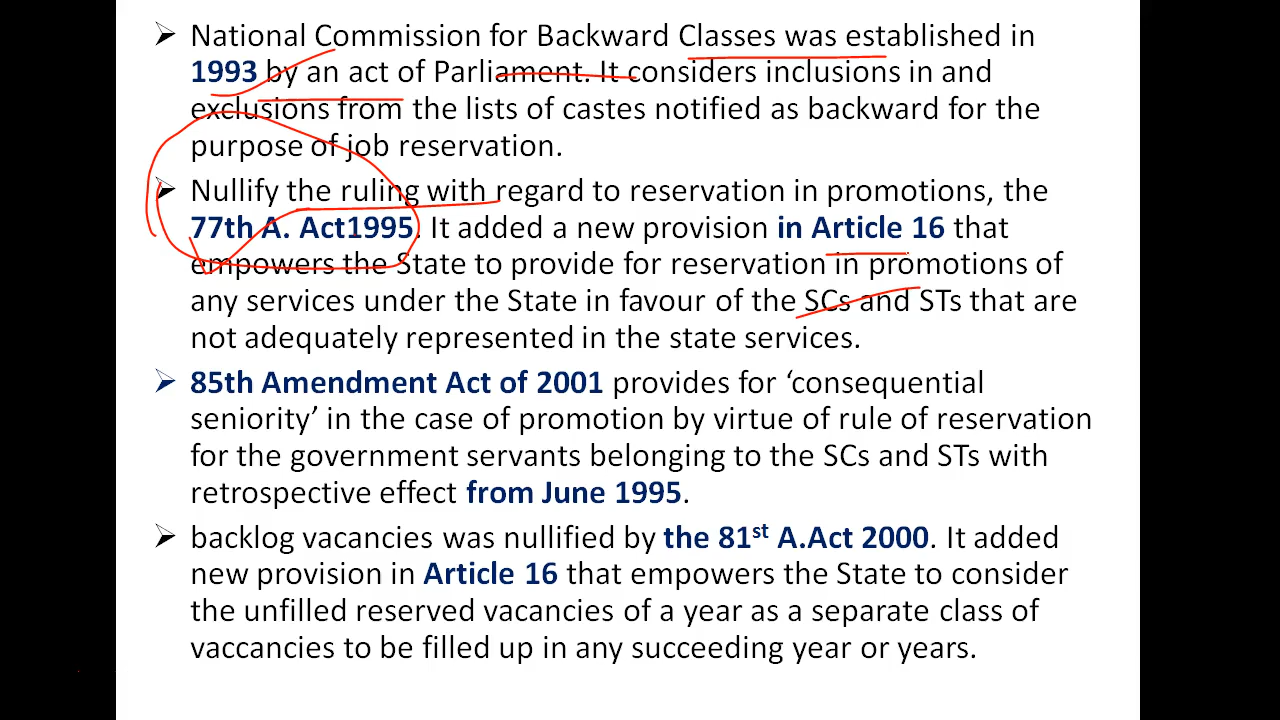 ➢ National Commission for Backward Classes was established in
1993 by an act of Parliament. It considers inclusions in and
exclusions from the lists of castes notified as backward for the
purpose of job reservation.
➢ Nullify the ruling with regard to reservation in promotions, the
77th A. Act1995. It added a new provision in Article 16 that
empowers the State to provide for reservation in promotions of
any services under the State in favour of the SCs and STs that are
not adequately represented in the state services.
➢ 85th Amendment Act of 2001 provides for ‘consequential
seniority’ in the case of promotion by virtue of rule of reservation
for the government servants belonging to the SCs and STs with
retrospective effect from June 1995.
➢ backlog vacancies was nullified by the 81st A.Act 2000. It added
new provision in Article 16 that empowers the State to consider
the unfilled reserved vacancies of a year as a separate class of
vaccancies to be filled up in any succeeding year or years.